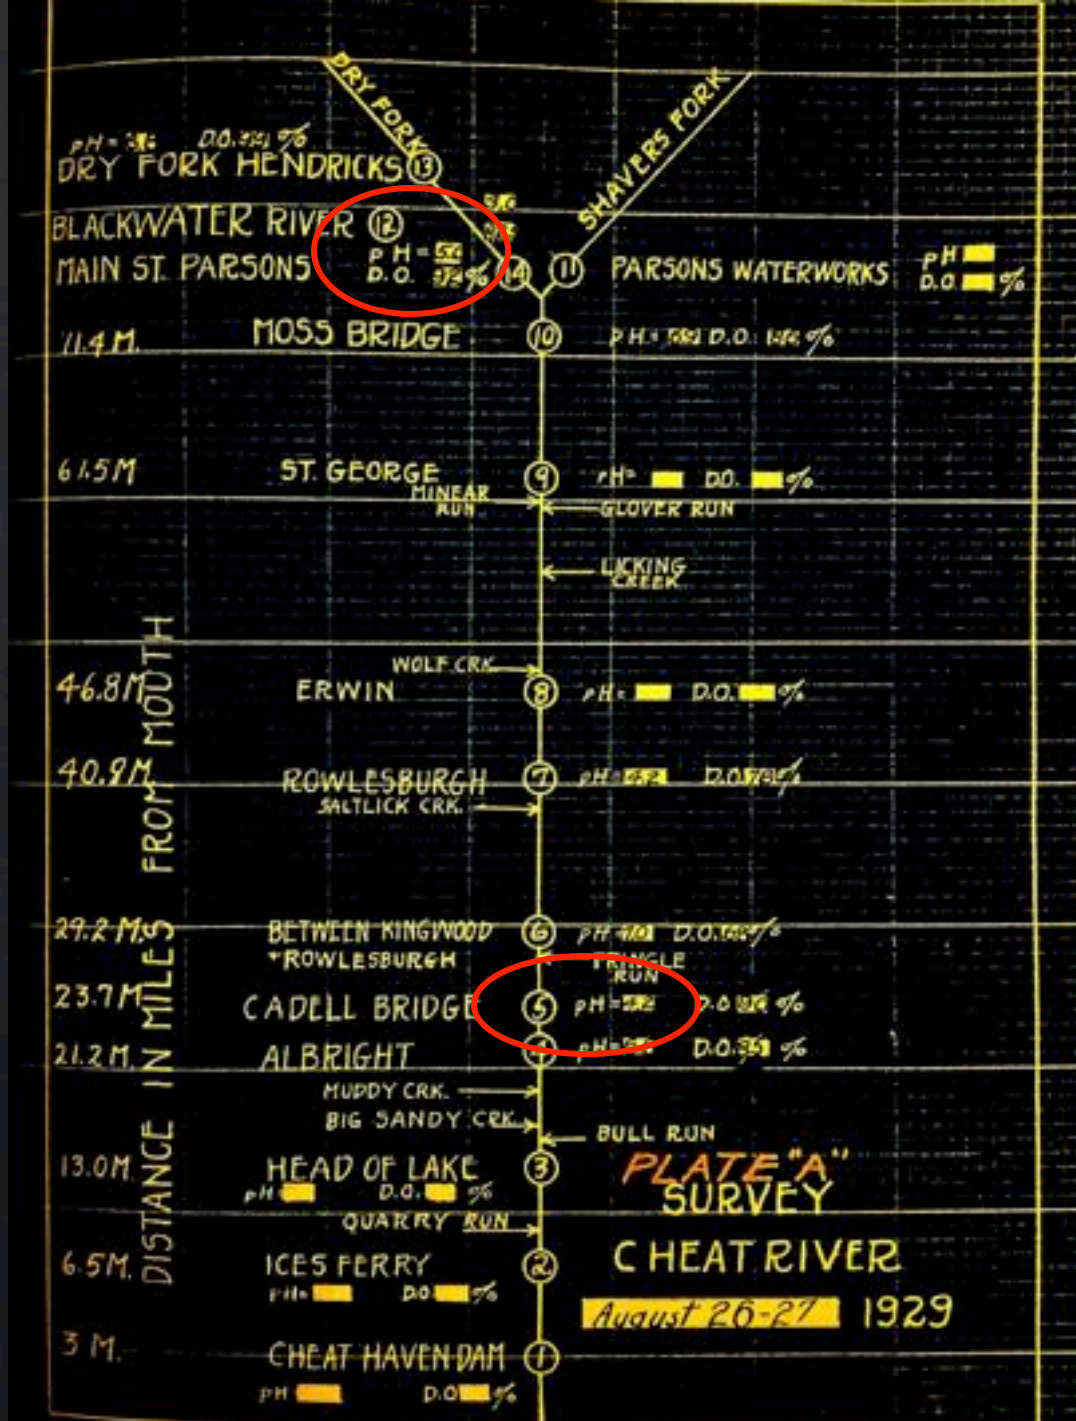 DRY FORK
SHAVERS FORK
pH = D.O. %
DRY FORK HENDRICKS 13
BLACKWATER RIVER 12
pH =
MAIN ST. PARSONS D.O. % 14
11 PARSONS WATERWORKS pH
D.O. %
71.4 M. MOSS BRIDGE 10 pH = D.O. %
61.5 M ST. GEORGE 9 pH= D.O. %
MINEAR RUN
GLOVER RUN
LICKING CREEK
WOLF CRK.
46.8 M ERWIN 8 pH= D.O. %
40.9 M ROWLESBURGH 7 pH= D.O. %
SALTLICK CRK.
29.2 M. BETWEEN KINGWOOD 6 pH= D.O. %
+ROWLESBURGH
PRINGLE RUN
23.7 M CADELL BRIDGE 5 pH= D.O %
21.2 M. ALBRIGHT 4 pH= D.O. %
MUDDY CRK.
BIG SANDY CRK.
BULL RUN
13.0 M. HEAD OF LAKE 3
pH= D.O. %
QUARRY RUN
6.5 M. ICES FERRY 2
pH= D.O %
3 M. CHEAT HAVEN DAM 1
pH D.O %
DISTANCE IN MILES FROM MOUTH
PLATE "A"
SURVEY
CHEAT RIVER
August 26-27 1929